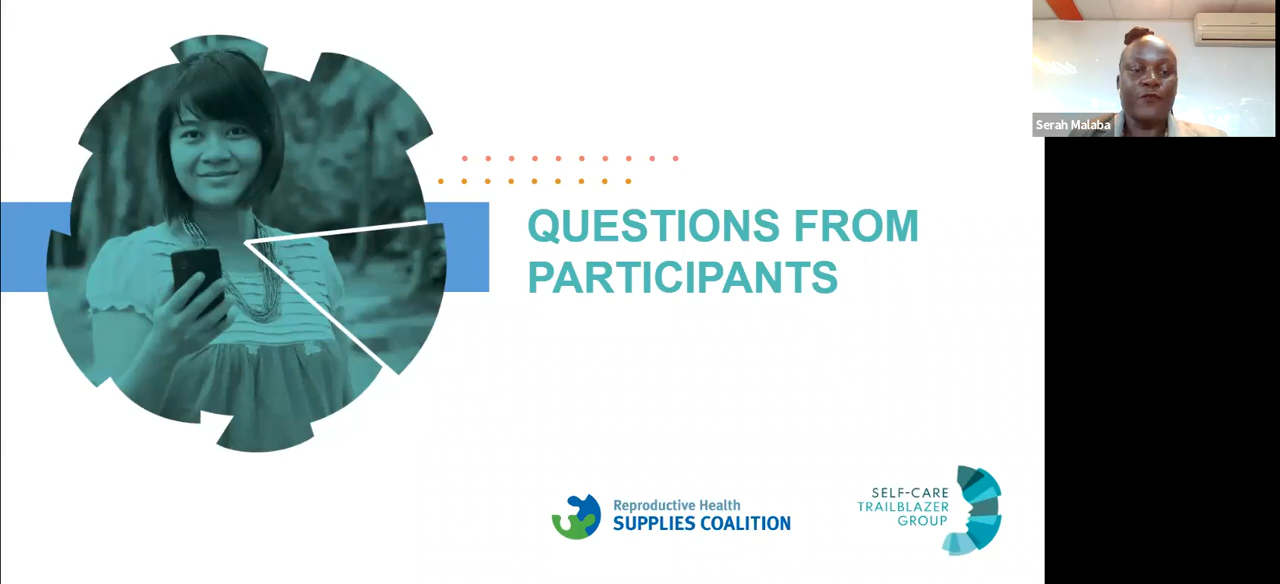 Serah Malaba
QUESTIONS FROM
PARTICIPANTS
Reproductive Health
SUPPLIES COALITION
SELF-CARE
TRAILBLAZER
GROUP